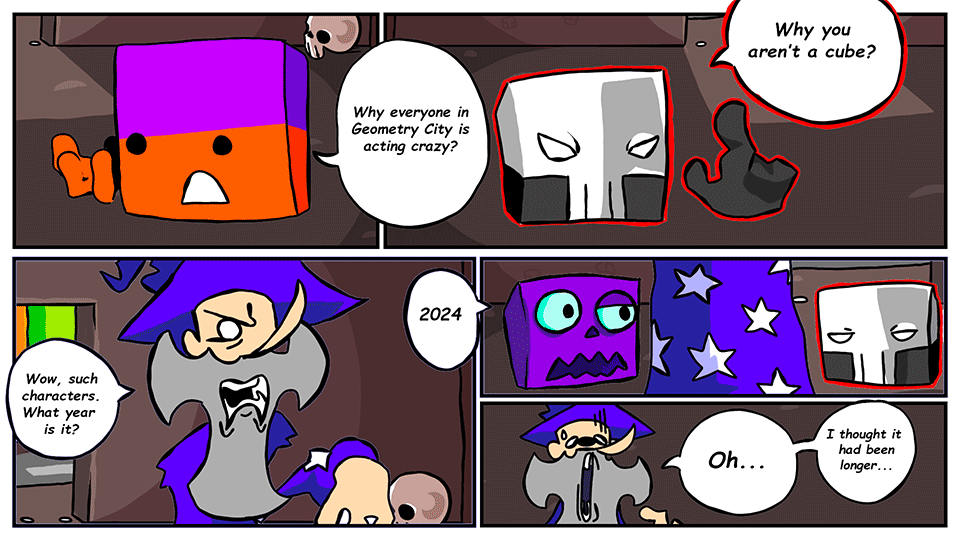 Why everyone in
Geometry City is
acting crazy?
Why you
aren't a cube?
Wow, such
characters.
What year
is it?
2024
Oh...
I thought it
had been
longer...